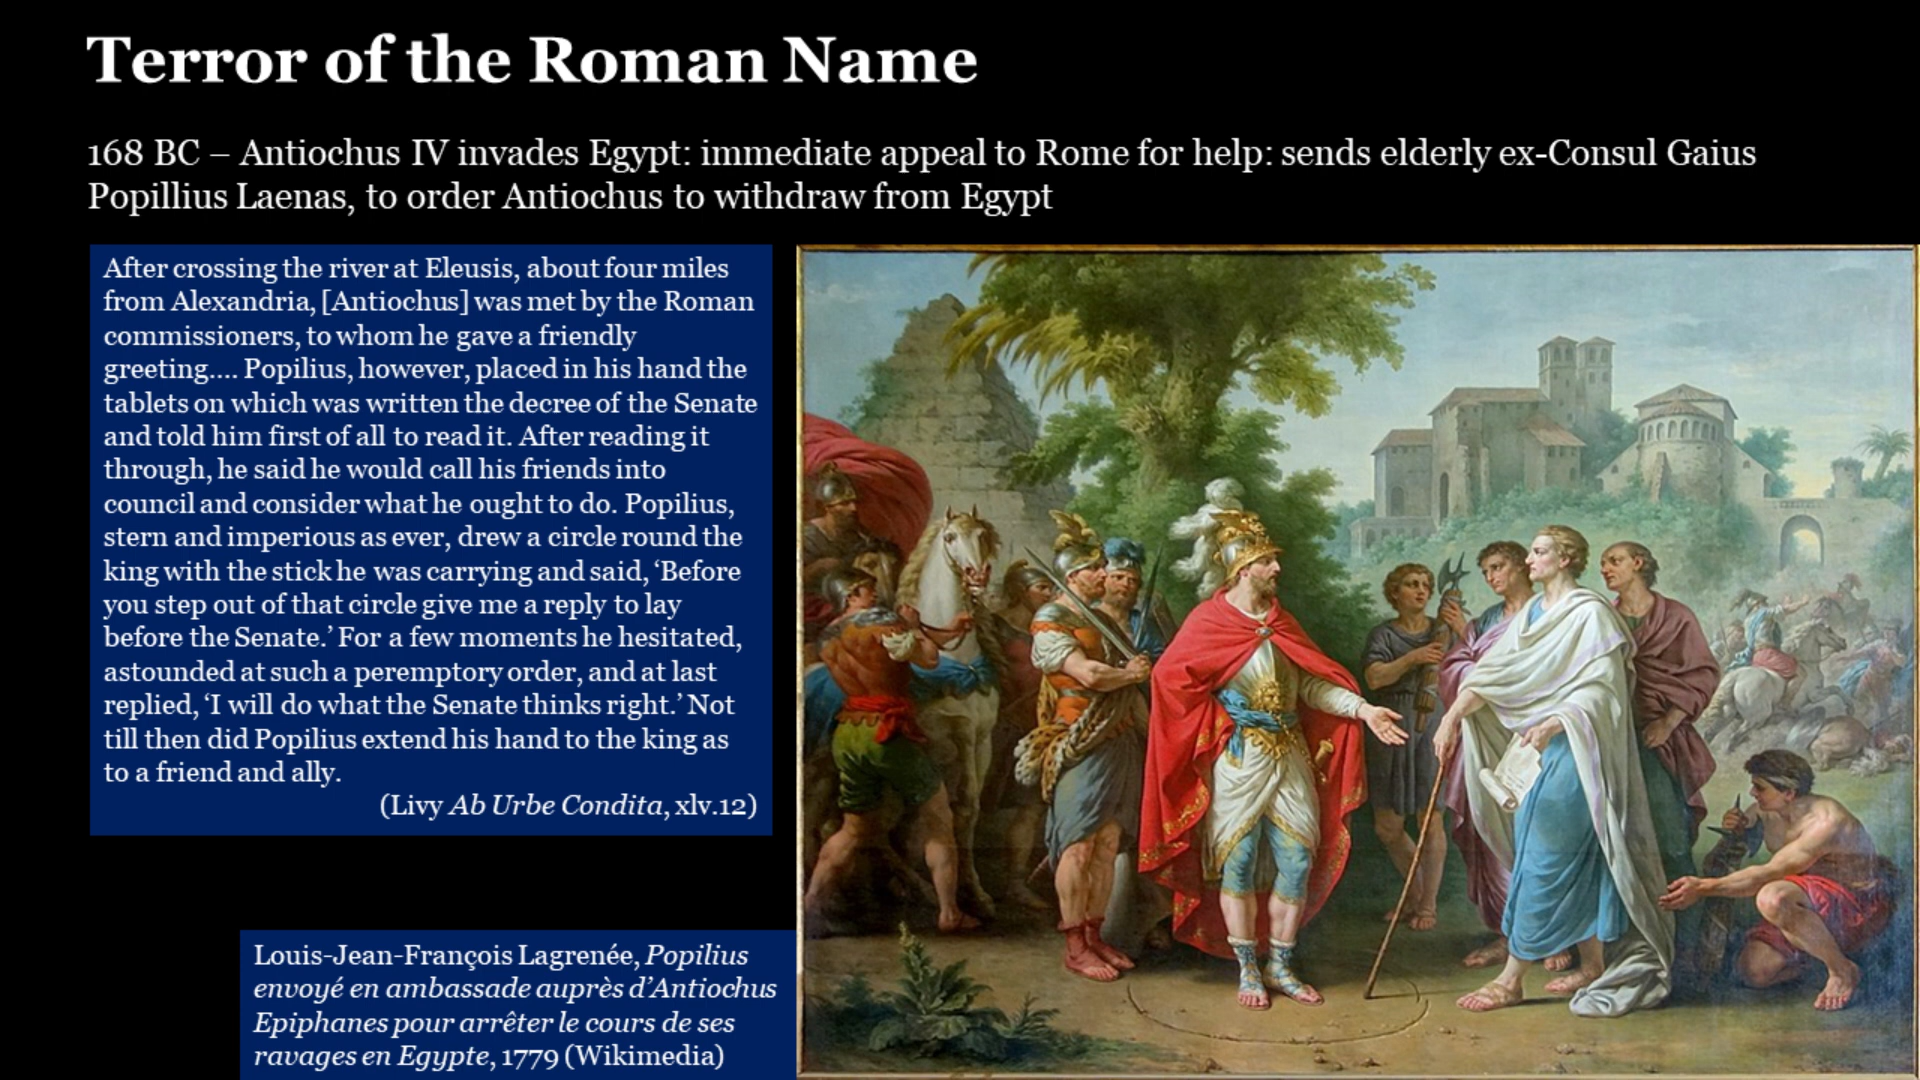 Terror of the Roman Name
168 BC – Antiochus IV invades Egypt: immediate appeal to Rome for help: sends elderly ex-Consul Gaius
Popillius Laenas, to order Antiochus to withdraw from Egypt
After crossing the river at Eleusis, about four miles
from Alexandria, [Antiochus] was met by the Roman
commissioners, to whom he gave a friendly
greeting.... Popilius, however, placed in his hand the
tablets on which was written the decree of the Senate
and told him first of all to read it. After reading it
through, he said he would call his friends into
council and consider what he ought to do. Popilius,
stern and imperious as ever, drew a circle round the
king with the stick he was carrying and said, ‘Before
you step out of that circle give me a reply to lay
before the Senate.’ For a few moments he hesitated,
astounded at such a peremptory order, and at last
replied, ‘I will do what the Senate thinks right.’ Not
till then did Popilius extend his hand to the king as
to a friend and ally.
(Livy Ab Urbe Condita, xlv.12)
Louis-Jean-François Lagrenée, Popilius
envoyé en ambassade auprès d’Antiochus
Epiphanes pour arrêter le cours de ses
ravages en Egypte, 1779 (Wikimedia)